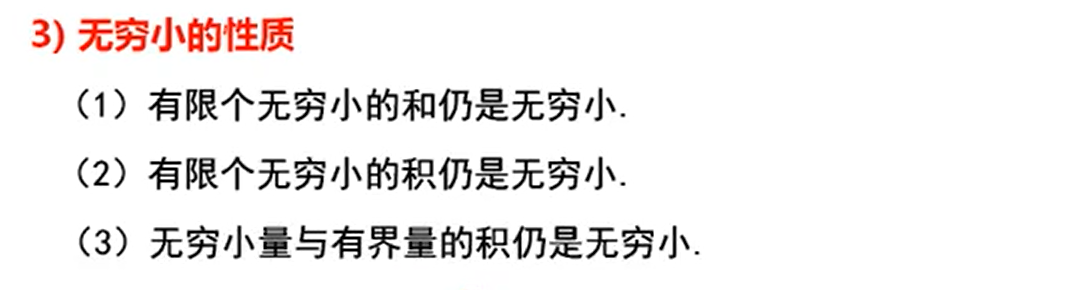 3) 无穷小的性质
（1）有限个无穷小的和仍是无穷小.
（2）有限个无穷小的积仍是无穷小.
（3）无穷小量与有界量的积仍是无穷小.